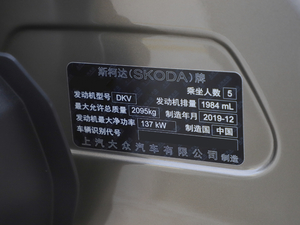 斯柯达(SKODA)牌
乘坐人数 5
发动机型号 DKV 发动机排量 1984 mL
最大允许总质量 2095kg 制造年月 2019-12
发动机最大净功率 137 kW 制造国 中国
车辆识别代号
上汽大众汽车有限公司 制造